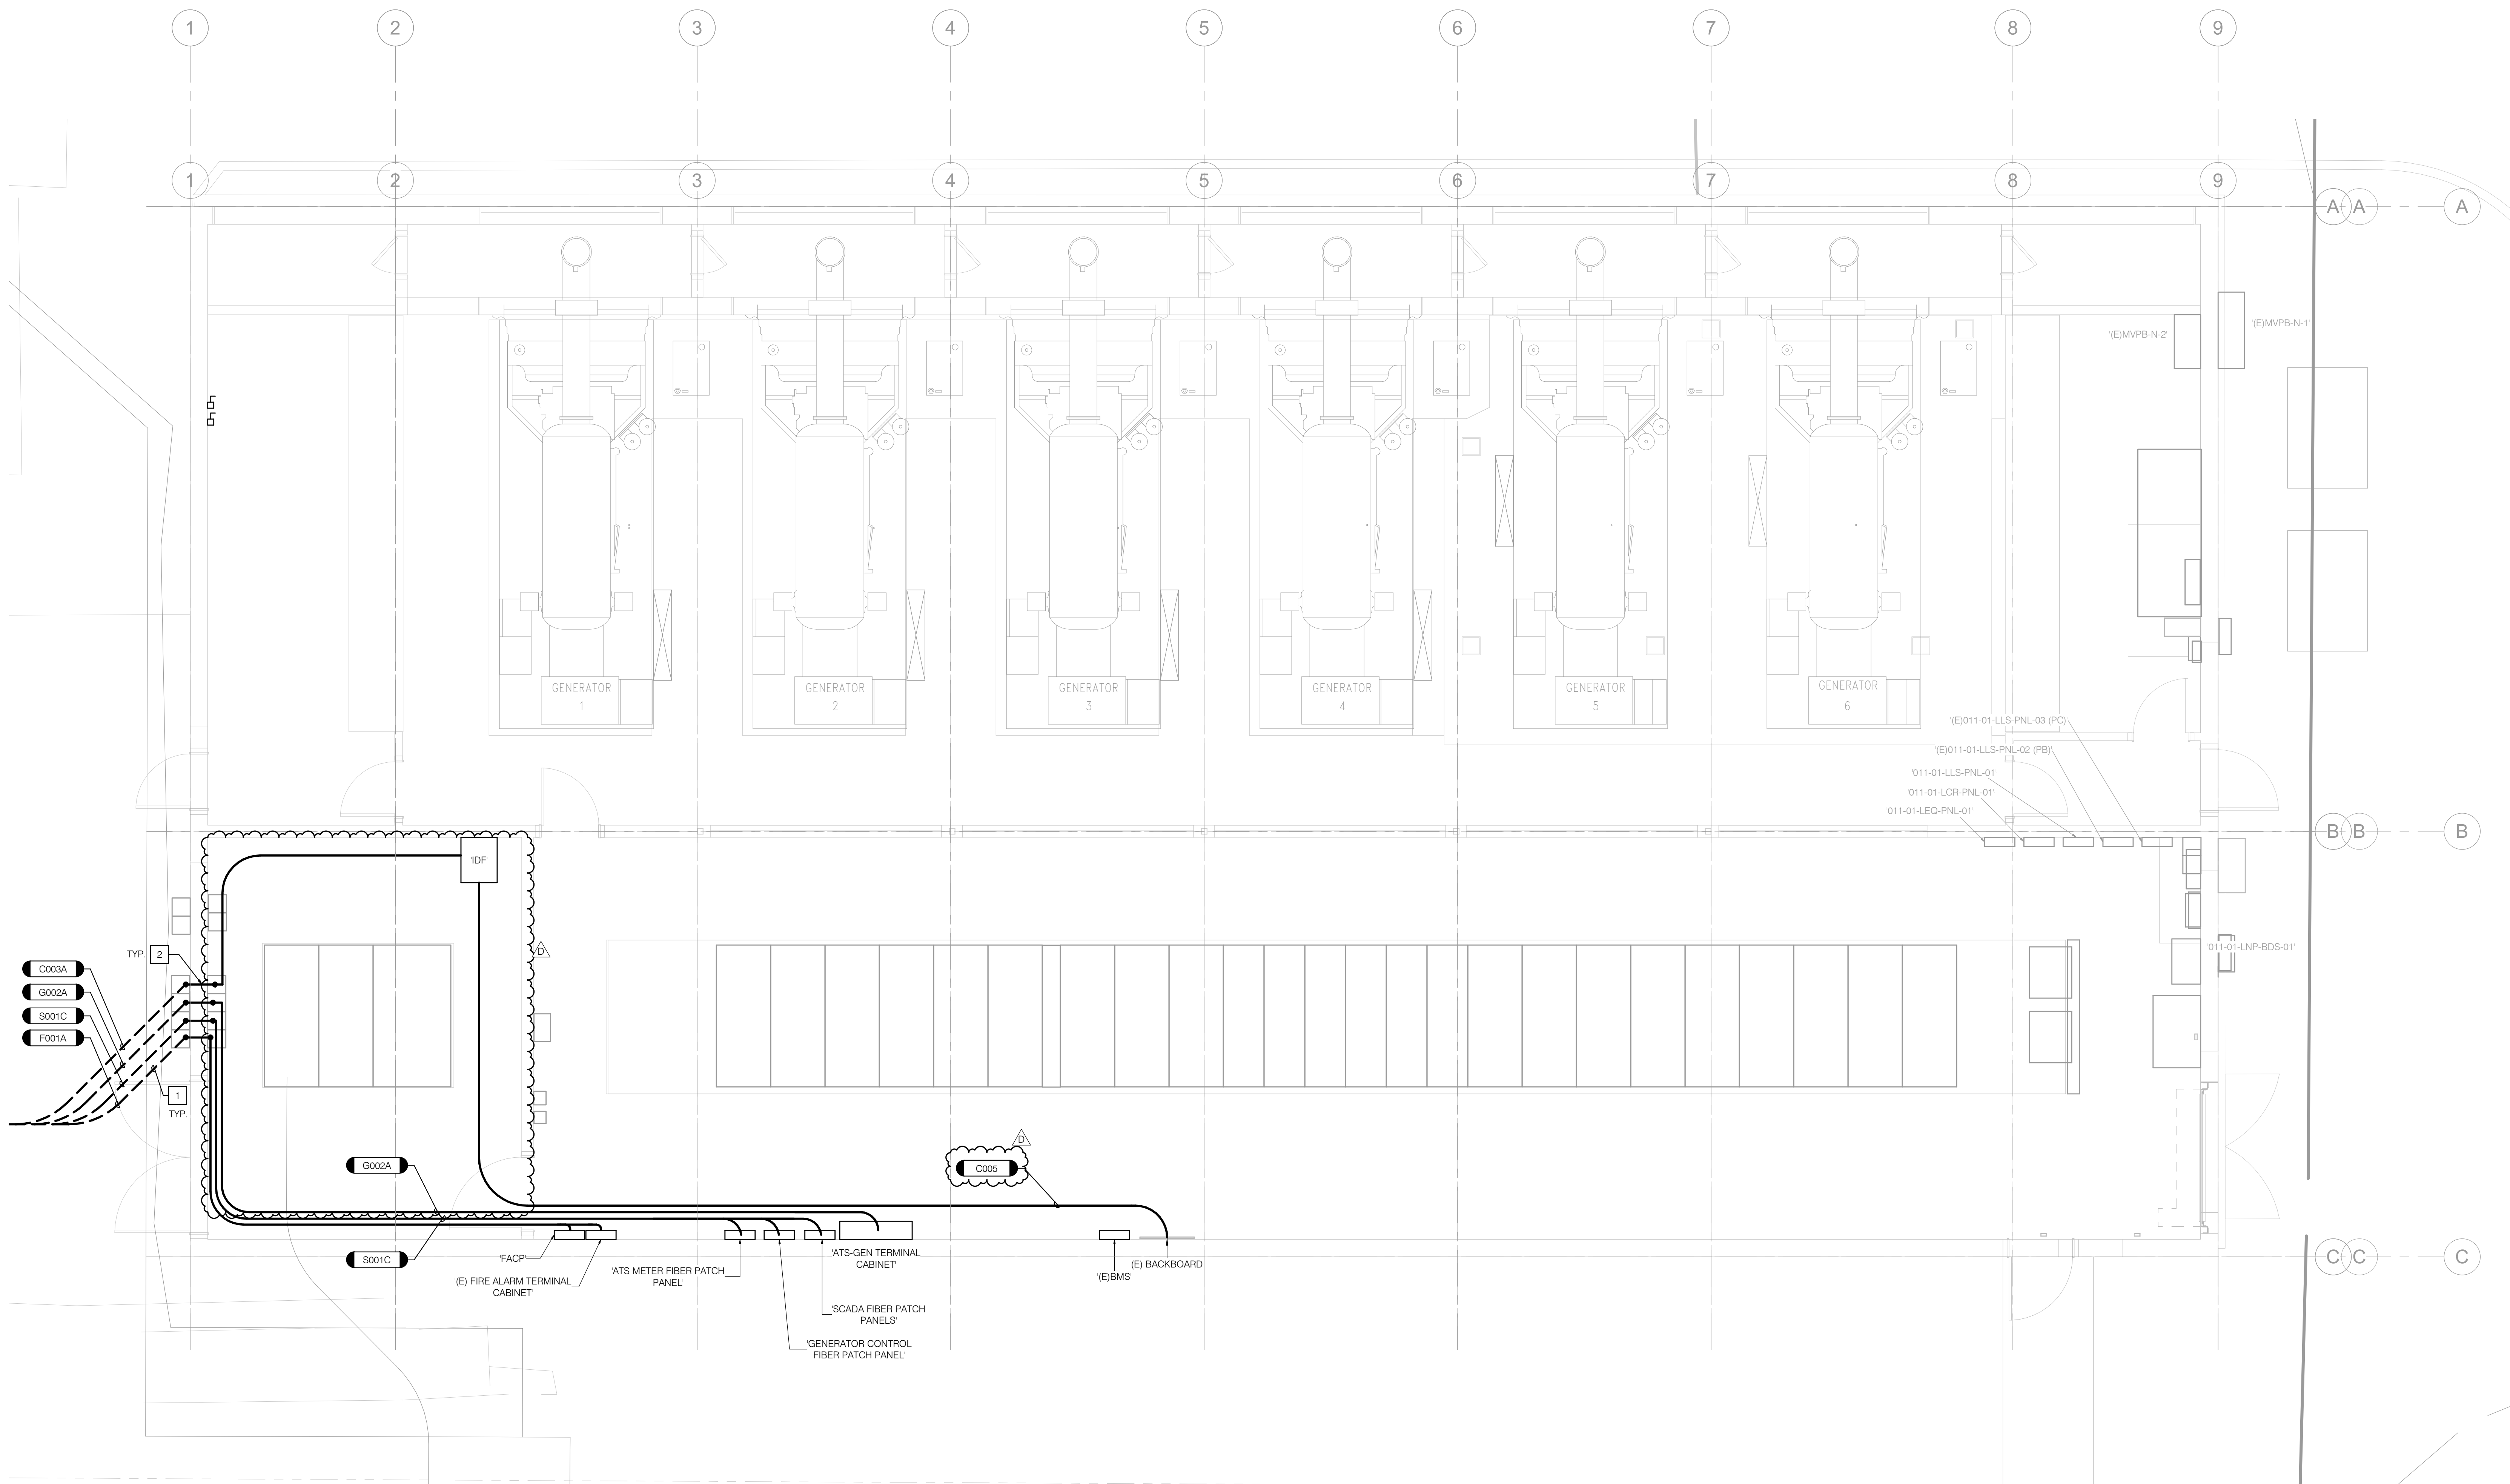 1
2
3
4
5
6
7
8
9
1
2
3
4
5
6
7
8
9
A
A
A
'(E)MVPB-N-1'
'(E)MVPB-N-2'
GENERATOR
1
GENERATOR
2
GENERATOR
3
GENERATOR
4
GENERATOR
5
GENERATOR
6
'(E)011-01-LLS-PNL-03 (PC)'
'(E)011-01-LLS-PNL-02 (PB)'
'011-01-LLS-PNL-01'
'011-01-LCR-PNL-01'
'011-01-LEQ-PNL-01'
B
B
B
'IDF'
D
TYP.
2
'011-01-LNP-BDS-01'
C003A
G002A
S001C
F001A
1
TYP.
D
G002A
C005
S001C
'FACP'
'(E) FIRE ALARM TERMINAL
CABINET'
'ATS METER FIBER PATCH
PANEL'
'ATS-GEN TERMINAL
CABINET'
'(E)BMS'
(E) BACKBOARD
C
C
C
'SCADA FIBER PATCH
PANELS'
'GENERATOR CONTROL
FIBER PATCH PANEL'